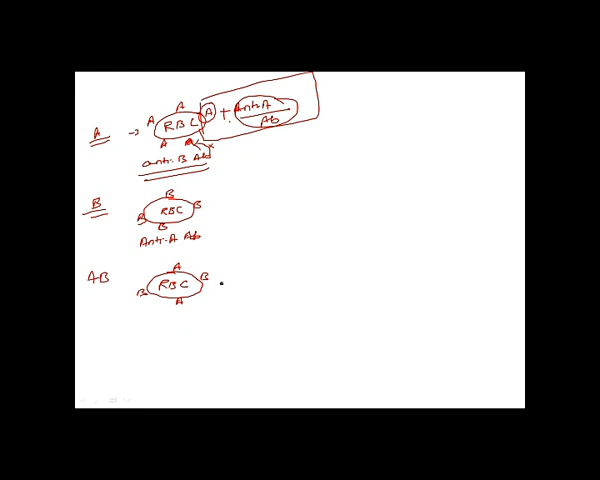 A
A → A RBC A + Anti-A
Ab
A A
anti-B Ab
B
B B RBC B
B
Anti-A Ab
A
AB B RBC B
A